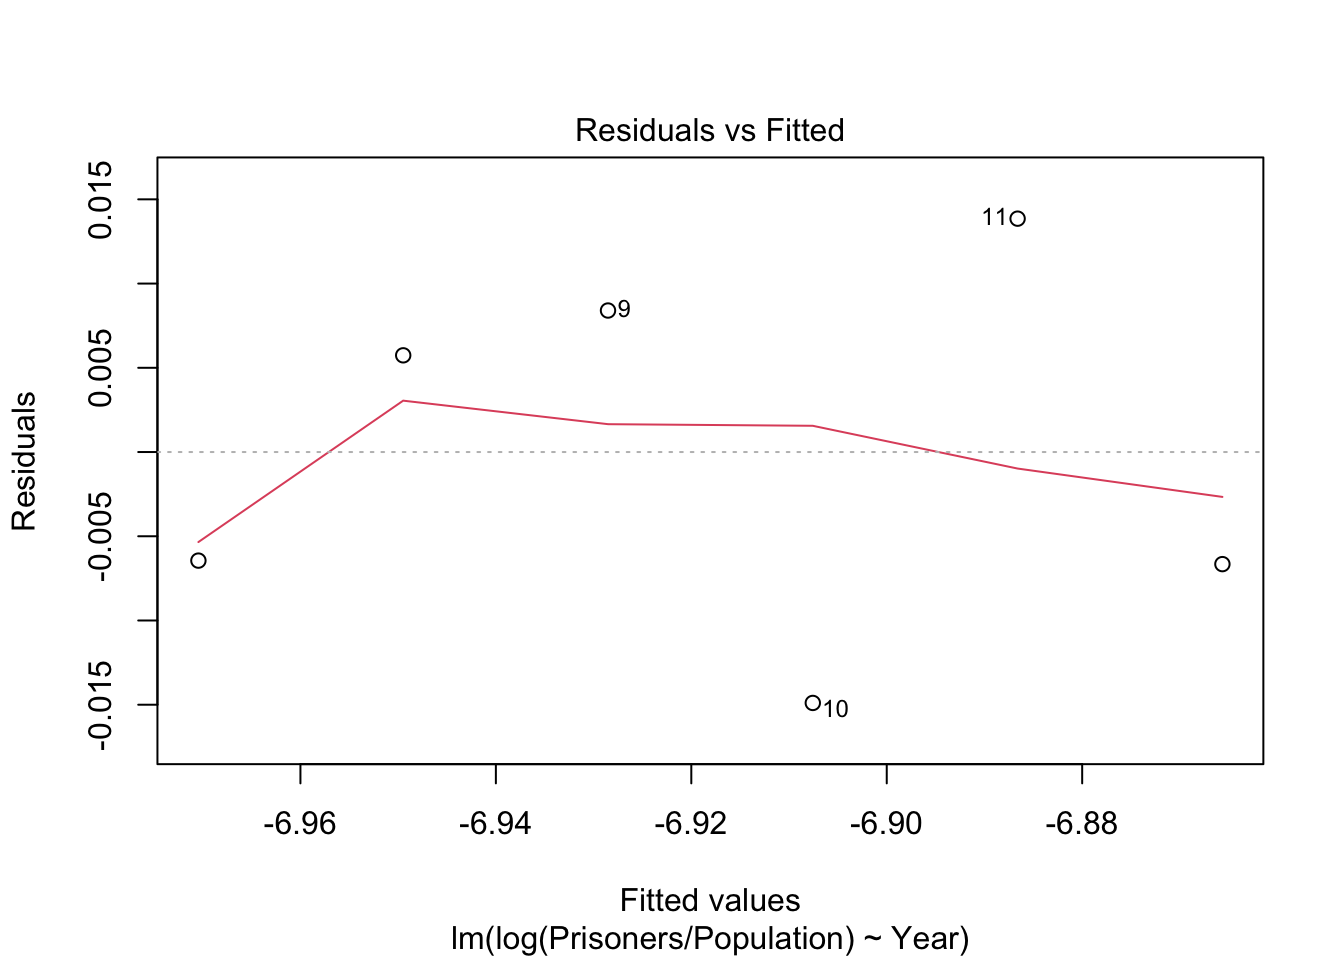 Residuals vs Fitted
0.015
0.005
-0.005
-0.015
Residuals
11
9
10
-6.96 -6.94 -6.92 -6.90 -6.88
Fitted values
lm(log(Prisoners/Population) ~ Year)